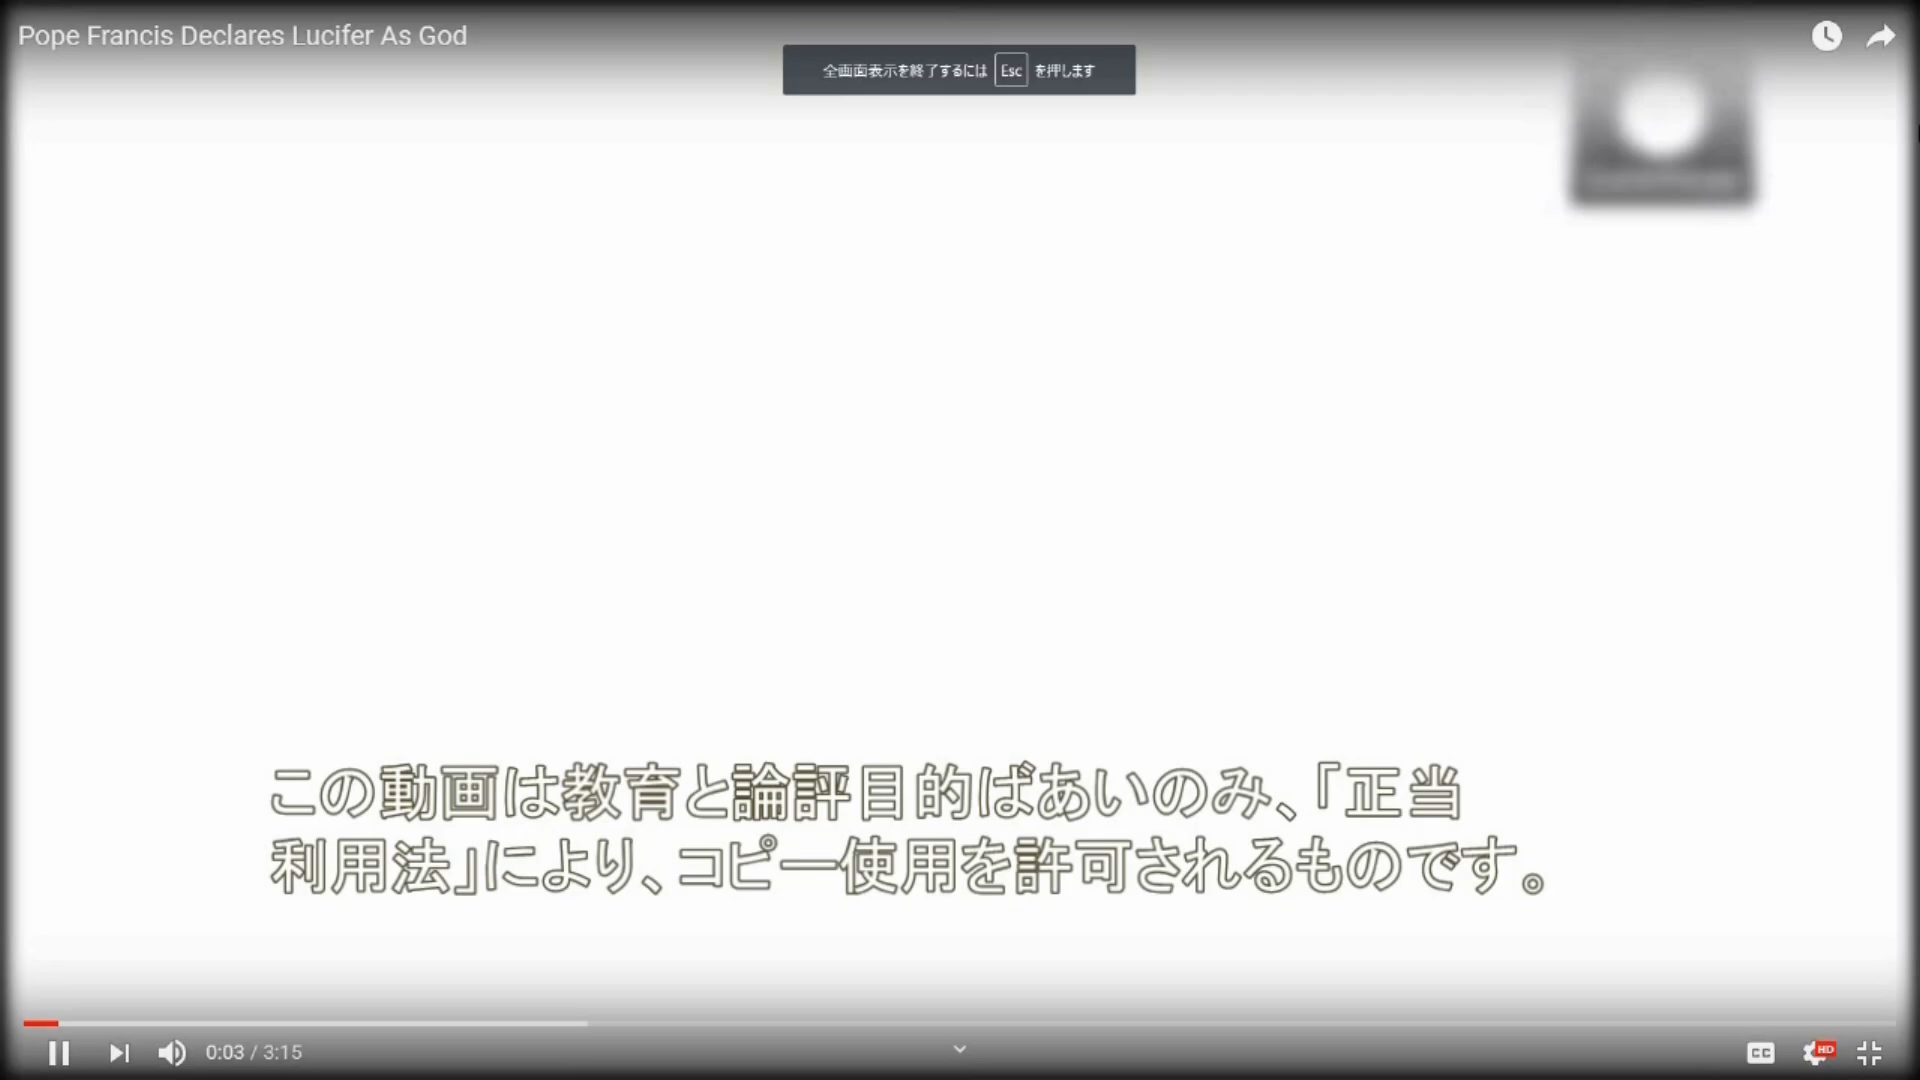 Pope Francis Declares Lucifer As God
全画面表示を終了するには Esc を押します
この動画は教育と論評目的ばあいのみ、「正当
利用法」により、コピー使用を許可されるものです。
0:03 / 3:15
CC
HD